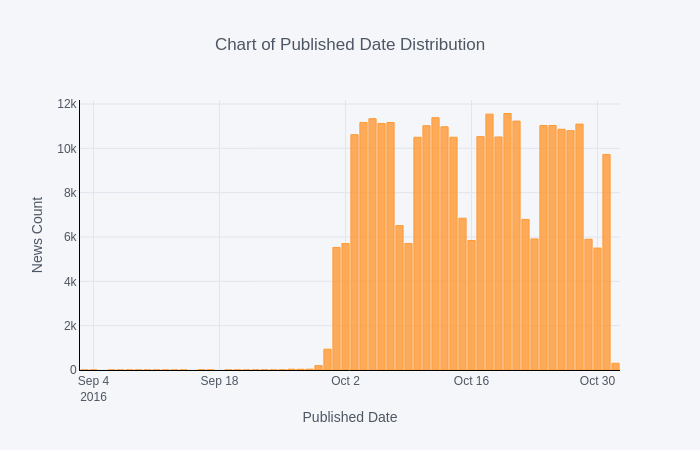 Chart of Published Date Distribution
12k
10k
8k
6k
4k
2k
0
News Count
Sep 4
2016
Sep 18
Oct 2
Oct 16
Oct 30
Published Date